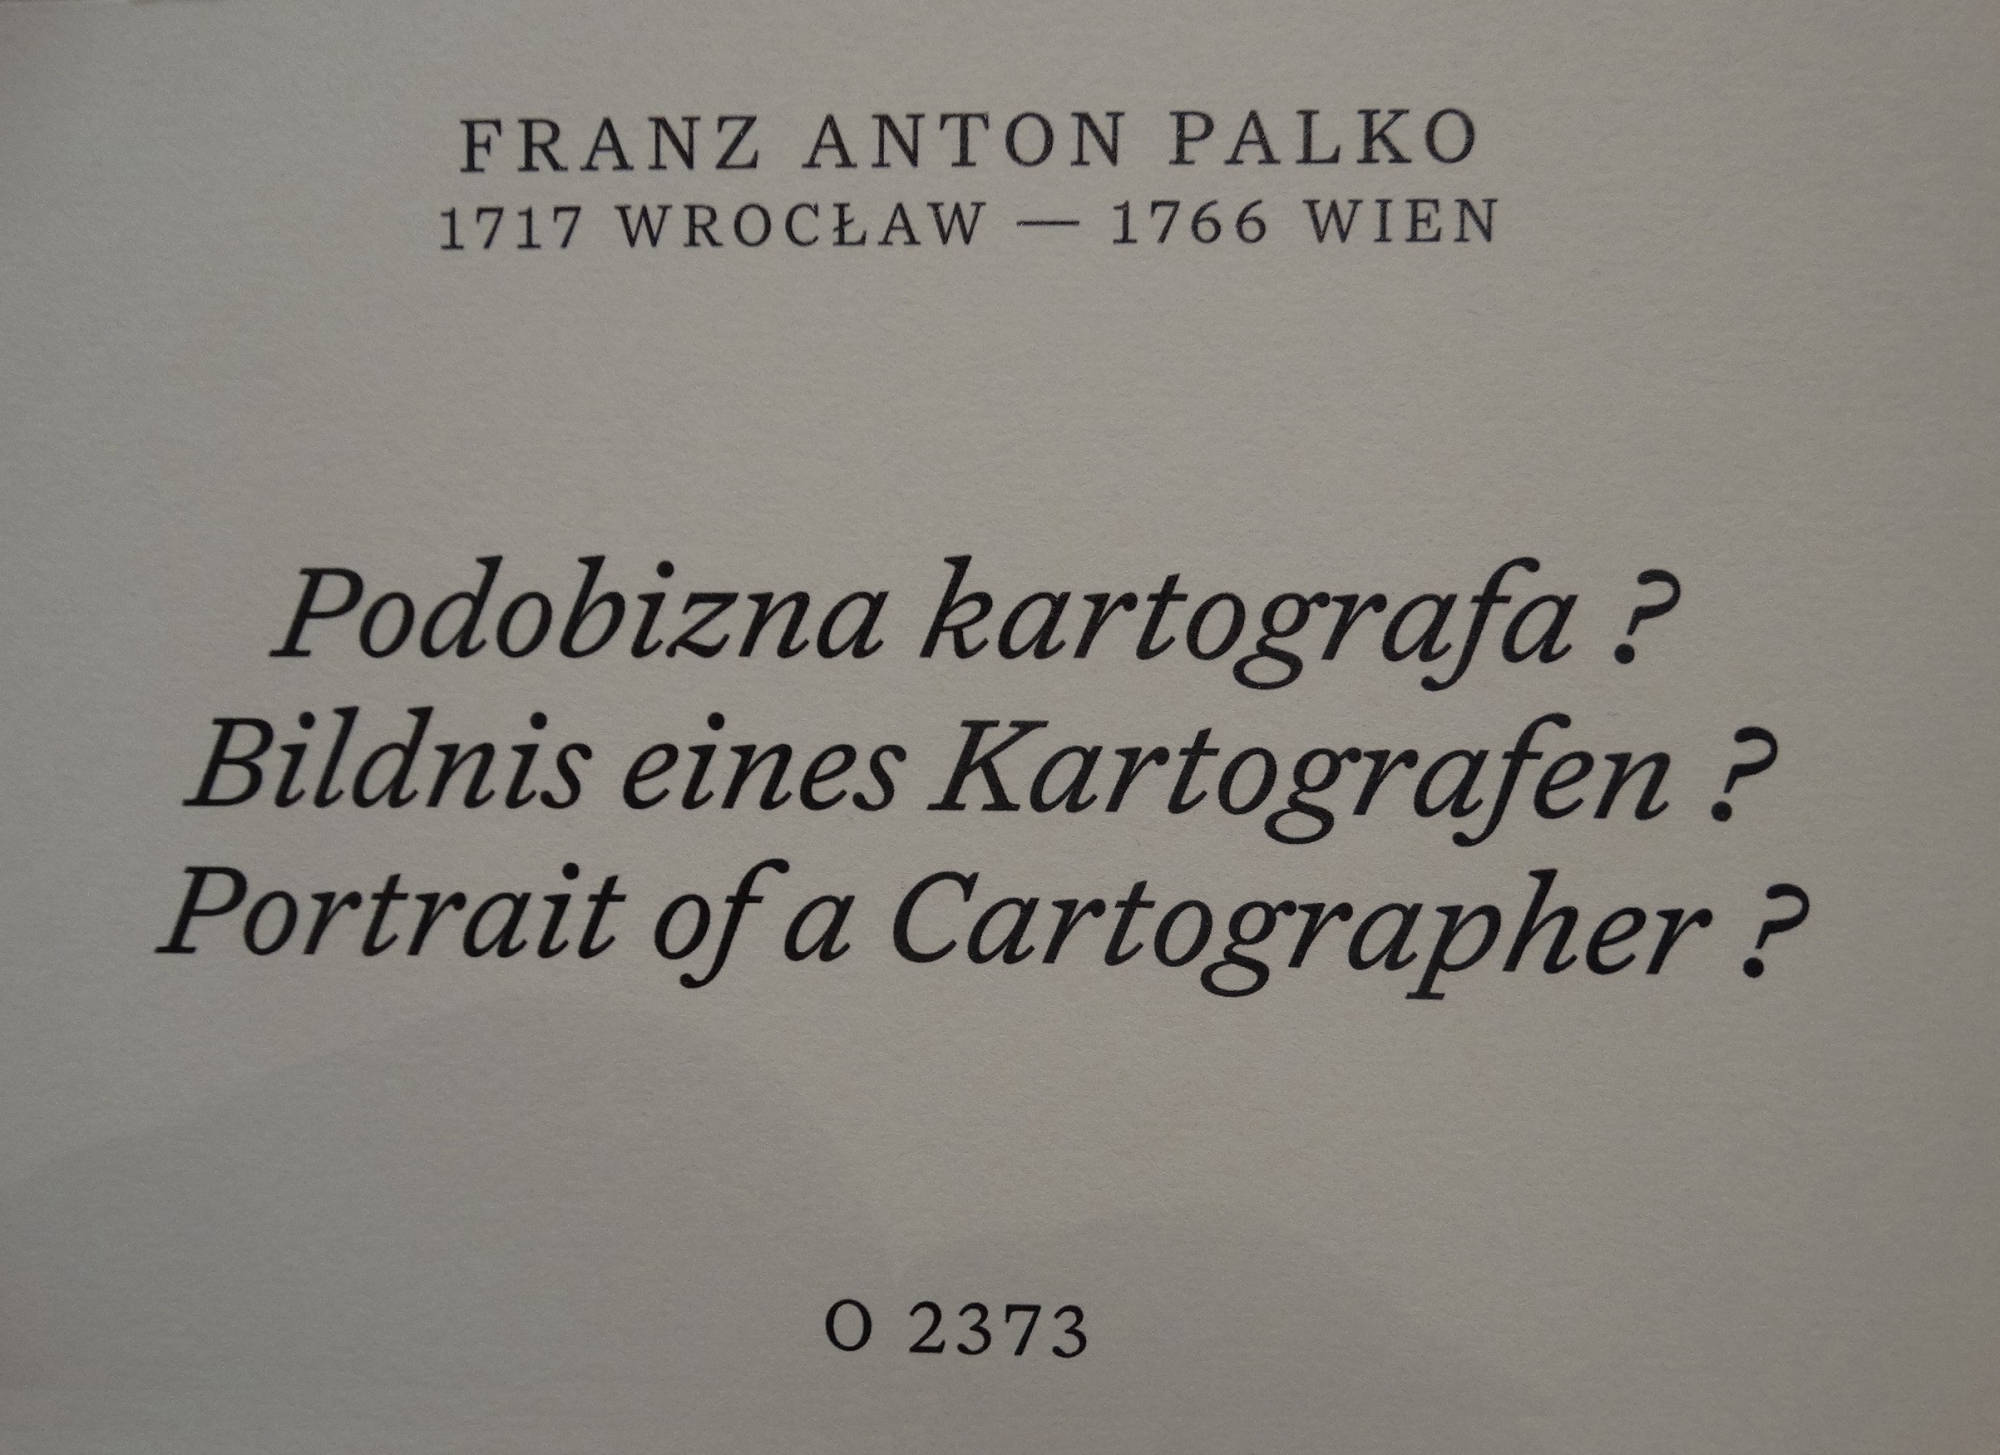 FRANZ ANTON PALKO
1717 WROCŁAW — 1766 WIEN
Podobizna kartografa ?
Bildnis eines Kartografen ?
Portrait of a Cartographer ?
O 2373